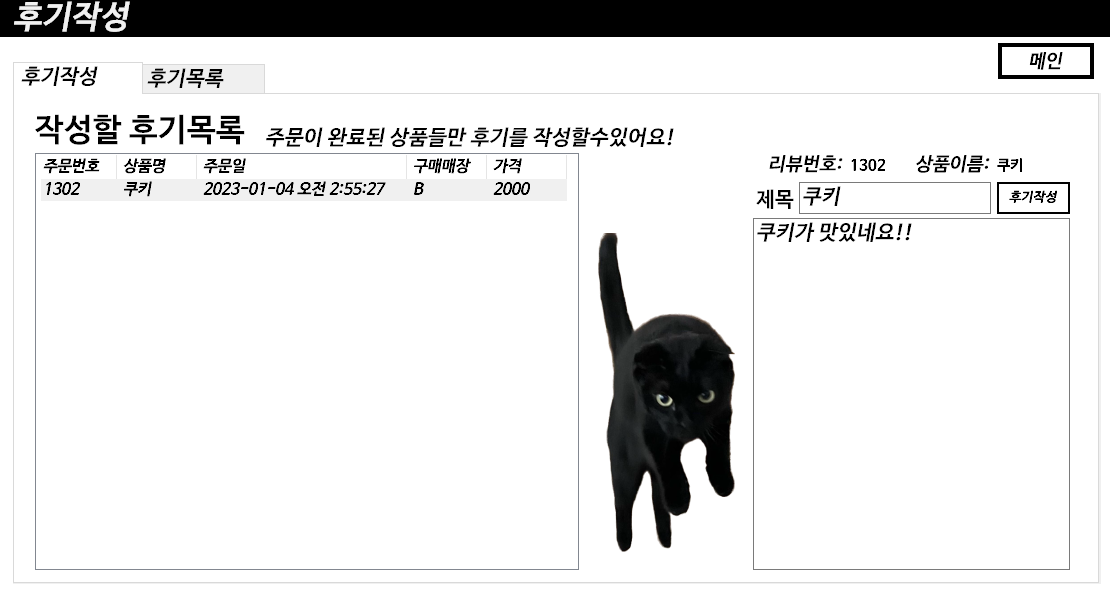 후기작성
메인
후기작성 후기목록
작성할 후기목록 주문이 완료된 상품들만 후기를 작성할수있어요!
주문번호 상품명 주문일 구매매장 가격
1302 쿠키 2023-01-04 오전 2:55:27 B 2000
리뷰번호: 1302 상품이름: 쿠키
제목 쿠키 후기작성
쿠키가 맛있네요!!